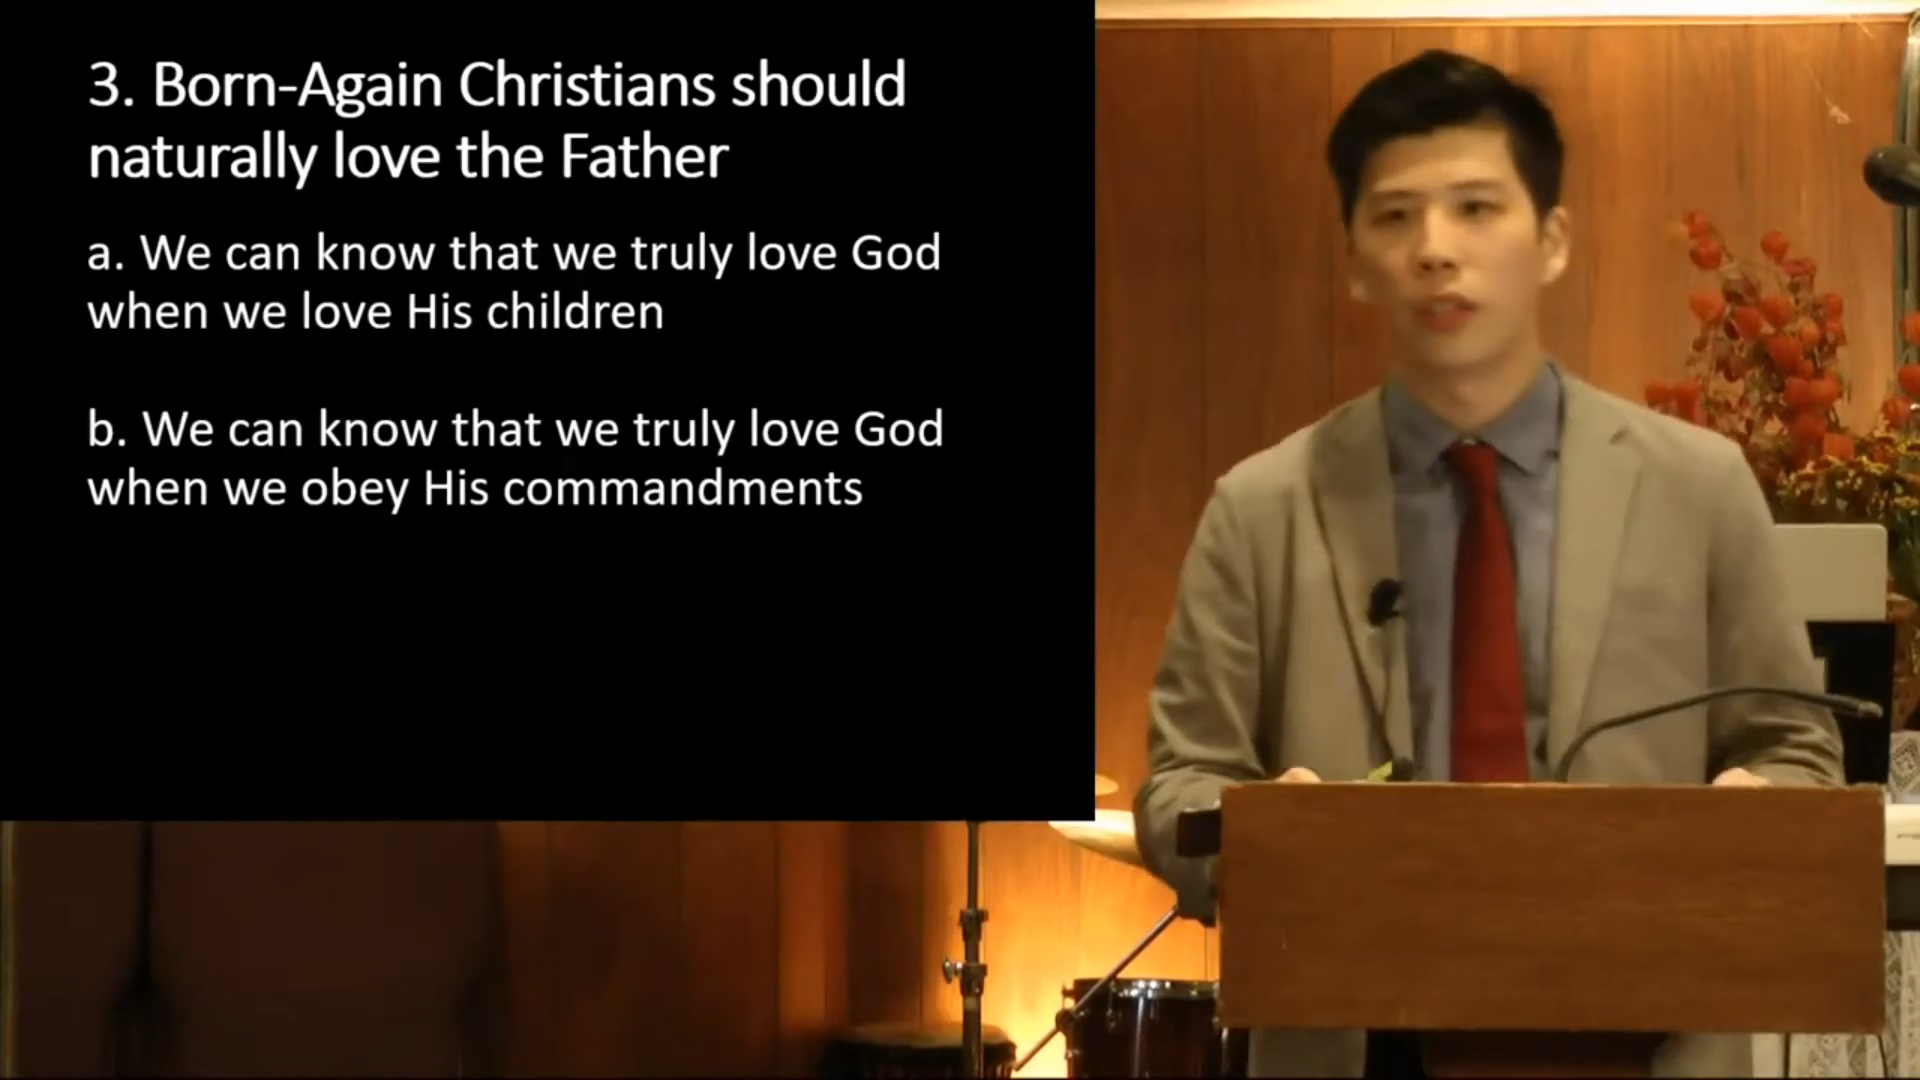 3. Born-Again Christians should
naturally love the Father
a. We can know that we truly love God
when we love His children
b. We can know that we truly love God
when we obey His commandments